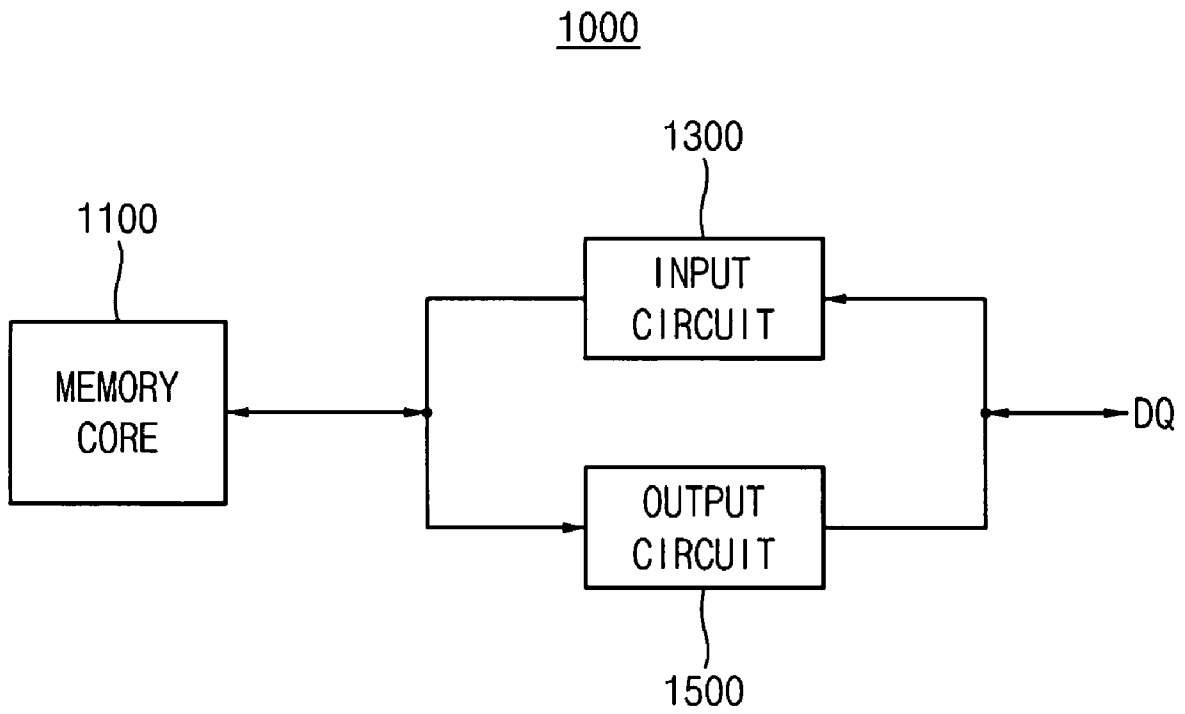 1000
1300
1100
INPUT
CIRCUIT
MEMORY
CORE
DQ
OUTPUT
CIRCUIT
1500